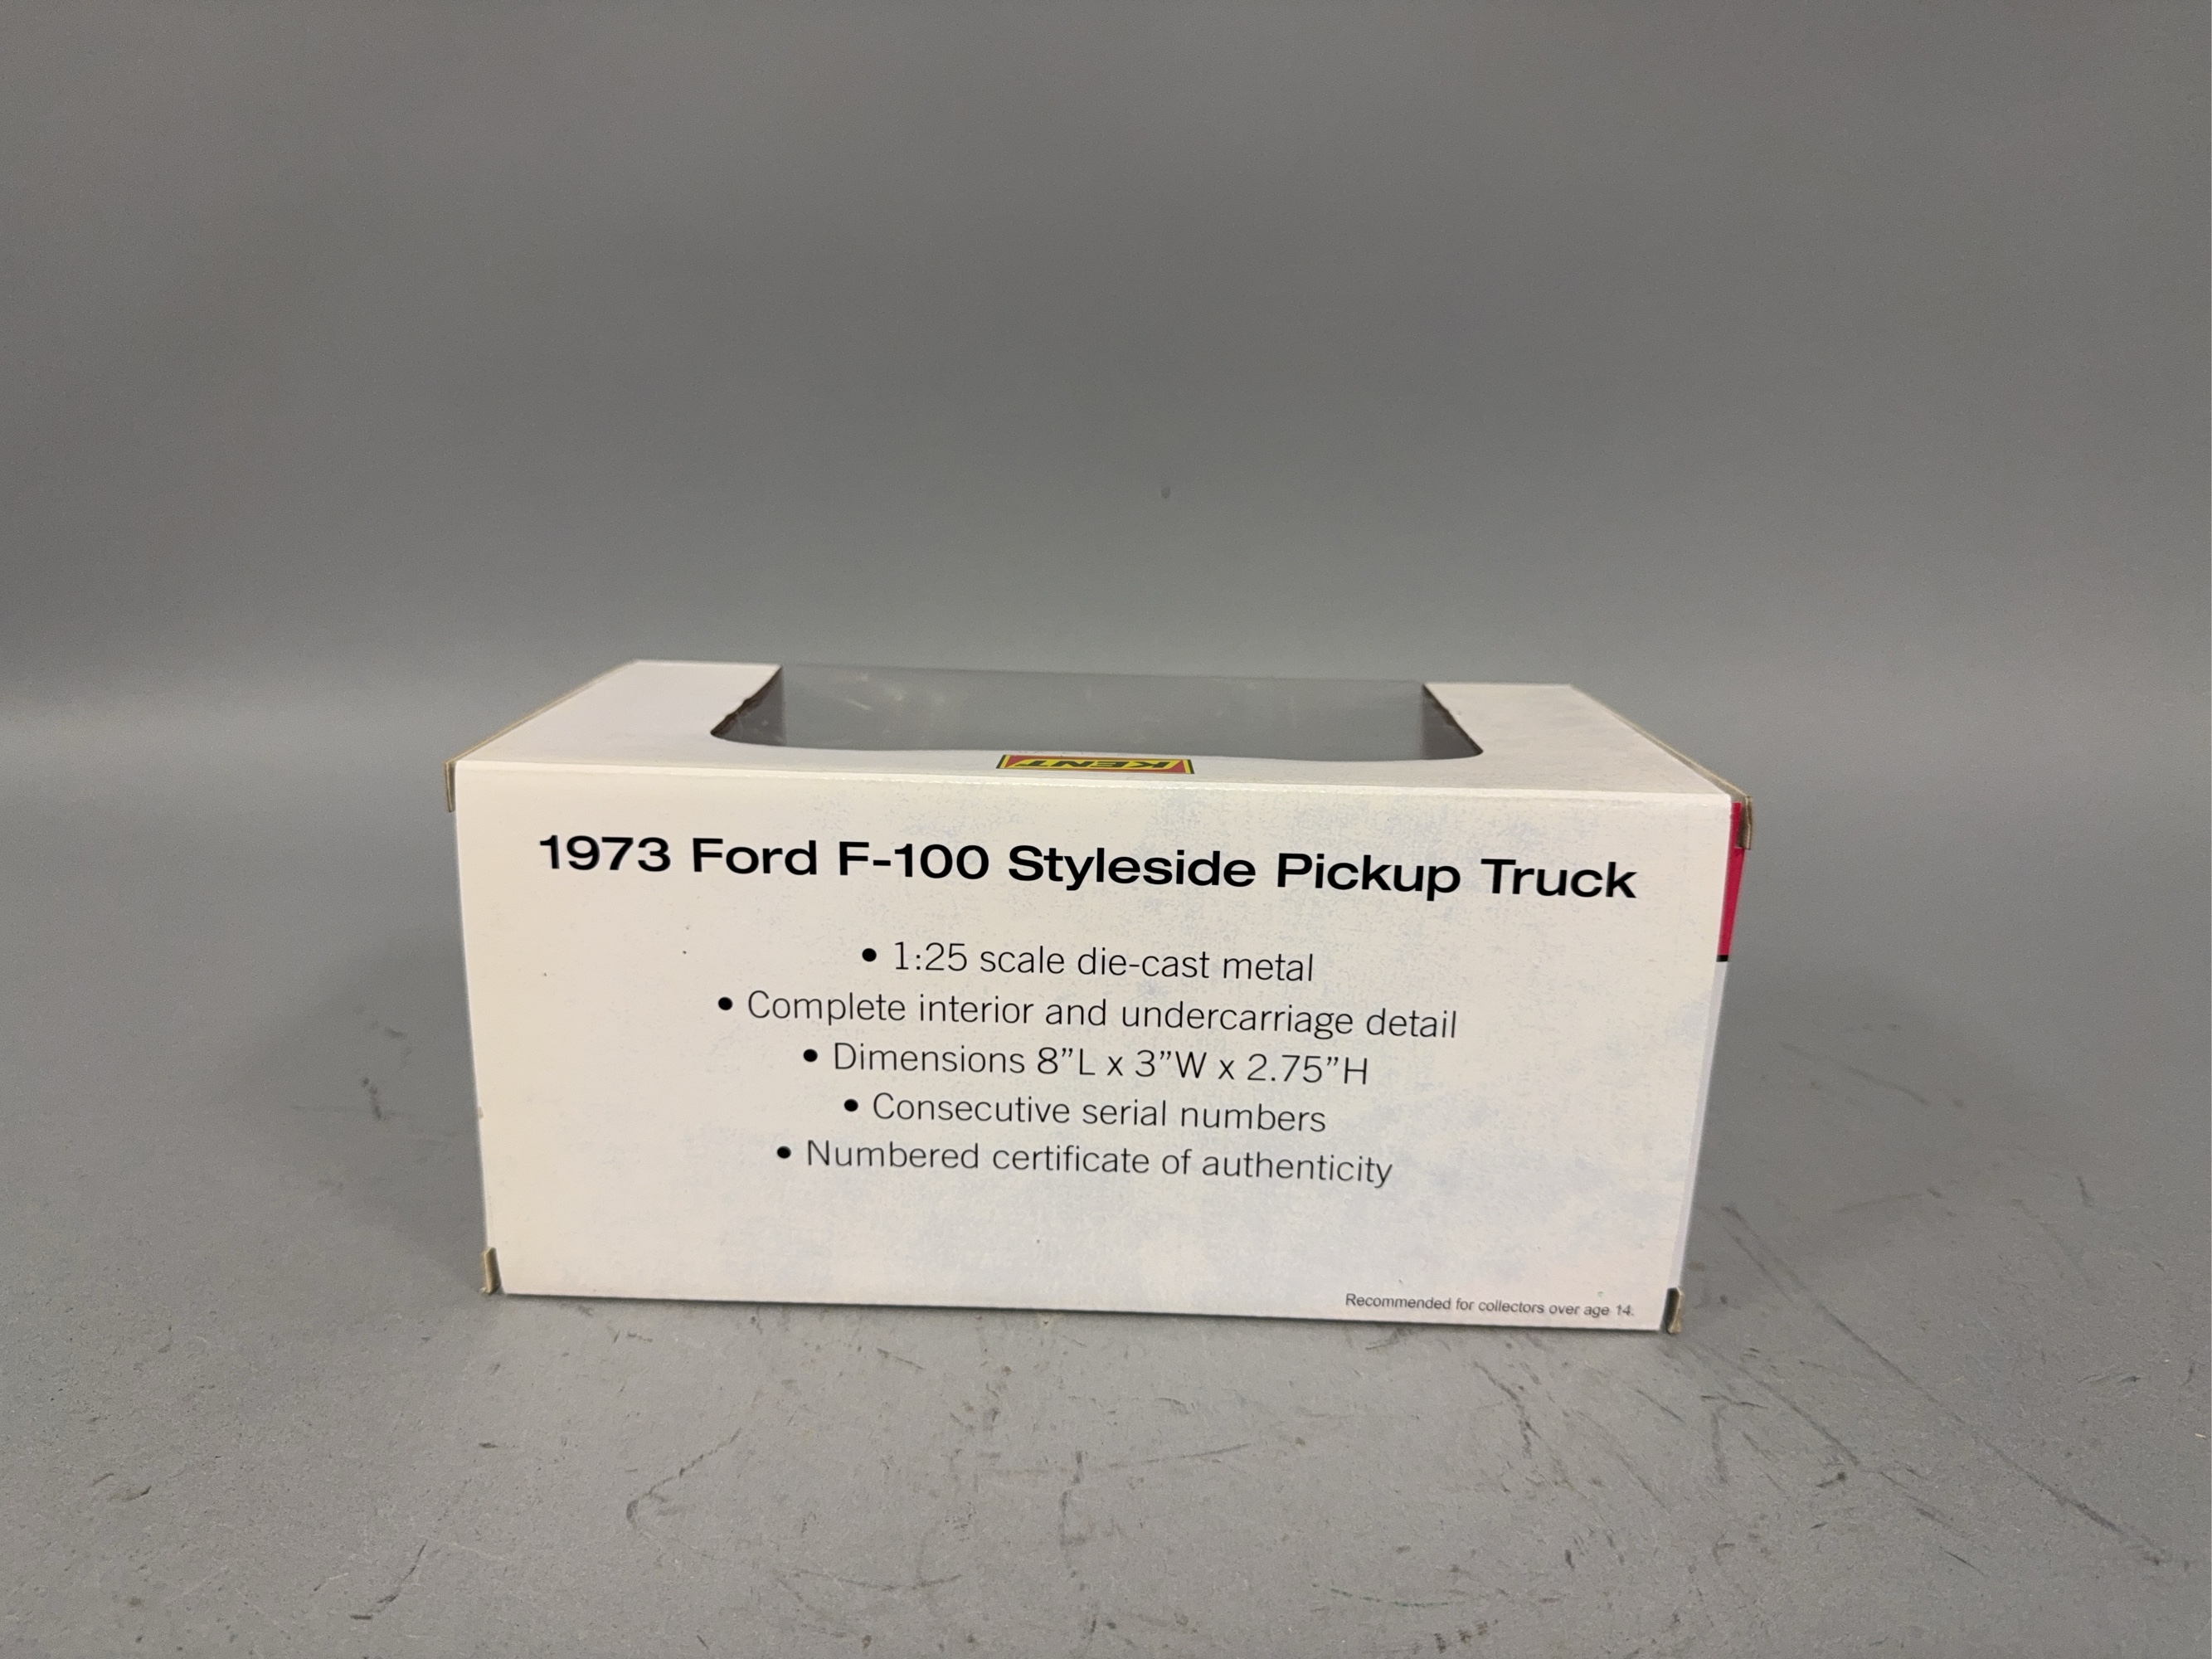 KENT
1973 Ford F-100 Styleside Pickup Truck
• 1:25 scale die-cast metal
• Complete interior and undercarriage detail
• Dimensions 8”L x 3”W x 2.75”H
• Consecutive serial numbers
• Numbered certificate of authenticity
Recommended for collectors over age 14.